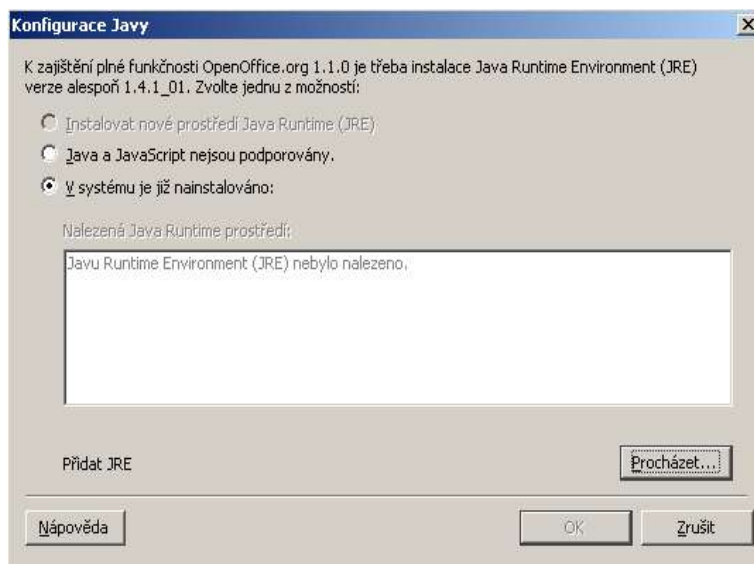 Konfigurace Javy
K zajištění plné funkčnosti OpenOffice.org 1.1.0 je třeba instalace Java Runtime Environment (JRE)
verze alespoň 1.4.1_01. Zvolte jednu z možností:
Instalovat nové prostředí Java Runtime (JRE)
Java a JavaScript nejsou podporovány.
V systému je již nainstalováno:
Nalezená Java Runtime prostředí:
Javu Runtime Environment (JRE) nebylo nalezeno.
Přidat JRE
Procházet...
Nápověda
OK
Zrušit